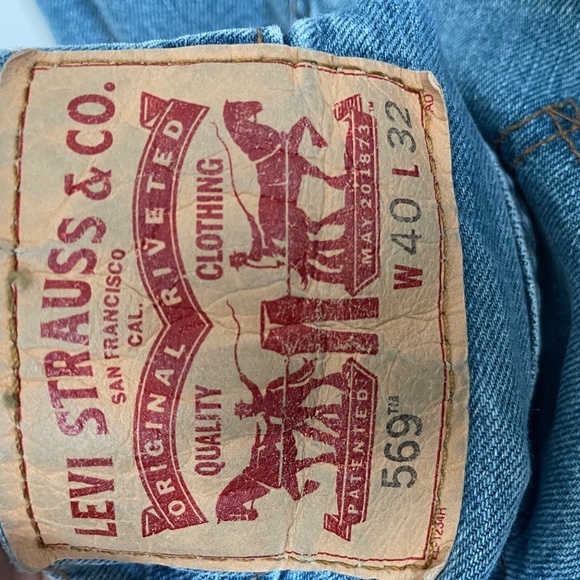 LEVI STRAUSS & CO.
SAN FRANCISCO
CAL.
ORIGINAL RIVETED
QUALITY CLOTHING
PATENTED MAY 20 1873
569™ W 40 L 32